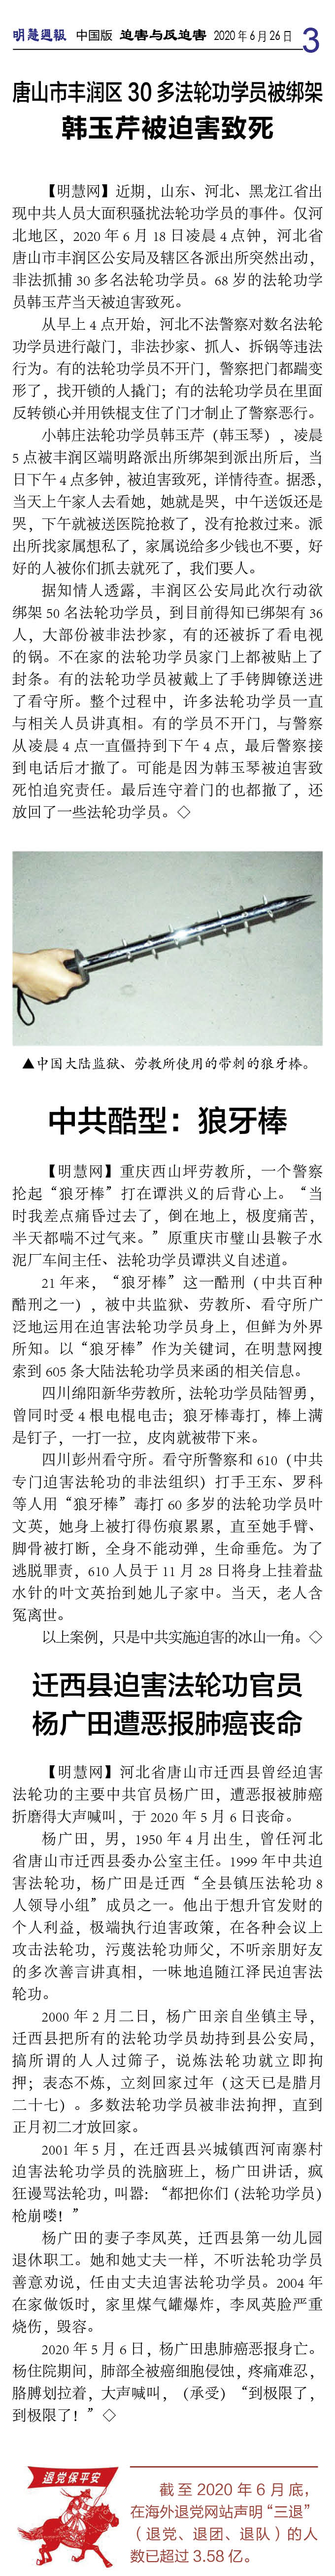 明慧週報 中国版 迫害与反迫害 2020年6月26日 3
唐山市丰润区30多法轮功学员被绑架
韩玉芹被迫害致死
【明慧网】近期，山东、河北、黑龙江省出
现中共人员大面积骚扰法轮功学员的事件。仅河
北地区，2020 年 6 月 18 日凌晨 4 点钟，河北省
唐山市丰润区公安局及辖区各派出所突然出动，
非法抓捕 30 多名法轮功学员。68 岁的法轮功学
员韩玉芹当天被迫害致死。
从早上 4 点开始，河北不法警察对数名法轮
功学员进行敲门，非法抄家、抓人、拆锅等违法
行为。有的法轮功学员不开门，警察把门都踹变
形了，找开锁的人撬门；有的法轮功学员在里面
反转锁心并用铁棍支住了门才制止了警察恶行。
小韩庄法轮功学员韩玉芹（韩玉琴），凌晨
5 点被丰润区端明路派出所绑架到派出所后，当
日下午 4 点多钟，被迫害致死，详情待查。据悉，
当天上午家人去看她，她就是哭，中午送饭还是
哭，下午就被送医院抢救了，没有抢救过来。派
出所找家属想私了，家属说给多少钱也不要，好
好的人被你们抓去就死了，我们要人。
据知情人透露，丰润区公安局此次行动欲
绑架 50 名法轮功学员，到目前得知已绑架有 36
人，大部份被非法抄家，有的还被拆了看电视
的锅。不在家的法轮功学员家门上都被贴上了
封条。有的法轮功学员被戴上了手铐脚镣送进
了看守所。整个过程中，许多法轮功学员一直
与相关人员讲真相。有的学员不开门，与警察
从凌晨 4 点一直僵持到下午 4 点，最后警察接
到电话后才撤了。可能是因为韩玉琴被迫害致
死怕追究责任。最后连守着门的也都撤了，还
放回了一些法轮功学员。◇
▲中国大陆监狱、劳教所使用的带刺的狼牙棒。
中共酷型：狼牙棒
【明慧网】重庆西山坪劳教所，一个警察
抡起“狼牙棒”打在谭洪义的后背心上。“当
时我差点痛昏过去了，倒在地上，极度痛苦，
半天都喘不过气来。”原重庆市璧山县鞍子水
泥厂车间主任、法轮功学员谭洪义自述道。
21 年来，“狼牙棒”这一酷刑（中共百种
酷刑之一），被中共监狱、劳教所、看守所广
泛地运用在迫害法轮功学员身上，但鲜为外界
所知。以“狼牙棒”作为关键词，在明慧网搜
索到 605 条大陆法轮功学员来函的相关信息。
四川绵阳新华劳教所，法轮功学员陆智勇，
曾同时受 4 根电棍电击；狼牙棒毒打，棒上满
是钉子，一打一拉，皮肉就被带下来。
四川彭州看守所。看守所警察和 610（中共
专门迫害法轮功的非法组织）打手王东、罗科
等人用“狼牙棒”毒打 60 多岁的法轮功学员叶
文英，她身上被打得伤痕累累，直至她手臂、
脚骨被打断，全身不能动弹，生命垂危。为了
逃脱罪责，610 人员于 11 月 28 日将身上挂着盐
水针的叶文英抬到她儿子家中。当天，老人含
冤离世。
以上案例，只是中共实施迫害的冰山一角。◇
迁西县迫害法轮功官员
杨广田遭恶报肺癌丧命
【明慧网】河北省唐山市迁西县曾经迫害
法轮功的主要中共官员杨广田，遭恶报被肺癌
折磨得大声喊叫，于 2020 年 5 月 6 日丧命。
杨广田，男，1950 年 4 月出生，曾任河北
省唐山市迁西县委办公室主任。1999 年中共迫
害法轮功，杨广田是迁西“全县镇压法轮功 8
人领导小组”成员之一。他出于想升官发财的
个人利益，极端执行迫害政策，在各种会议上
攻击法轮功，污蔑法轮功师父，不听亲朋好友
的多次善言讲真相，一味地追随江泽民迫害法
轮功。
2000 年 2 月二日，杨广田亲自坐镇主导，
迁西县把所有的法轮功学员劫持到县公安局，
搞所谓的人人过筛子，说炼法轮功就立即拘
押；表态不炼，立刻回家过年（这天已是腊月
二十七）。多数法轮功学员被非法拘押，直到
正月初二才放回家。
2001 年 5 月，在迁西县兴城镇西河南寨村
迫害法轮功学员的洗脑班上，杨广田讲话，疯
狂谩骂法轮功，叫嚣：“都把你们（法轮功学员）
枪崩喽！”
杨广田的妻子李凤英，迁西县第一幼儿园
退休职工。她和她丈夫一样，不听法轮功学员
善意劝说，任由丈夫迫害法轮功学员。2004 年
在家做饭时，家里煤气罐爆炸，李凤英脸严重
烧伤，毁容。
2020 年 5 月 6 日，杨广田患肺癌恶报身亡。
杨住院期间，肺部全被癌细胞侵蚀，疼痛难忍，
胳膊划拉着，大声喊叫，（承受）“到极限了，
到极限了！”◇
退党保平安
截至 2020 年 6 月底，
在海外退党网站声明“三退”
（退党、退团、退队）的人
数已超过 3.58 亿。